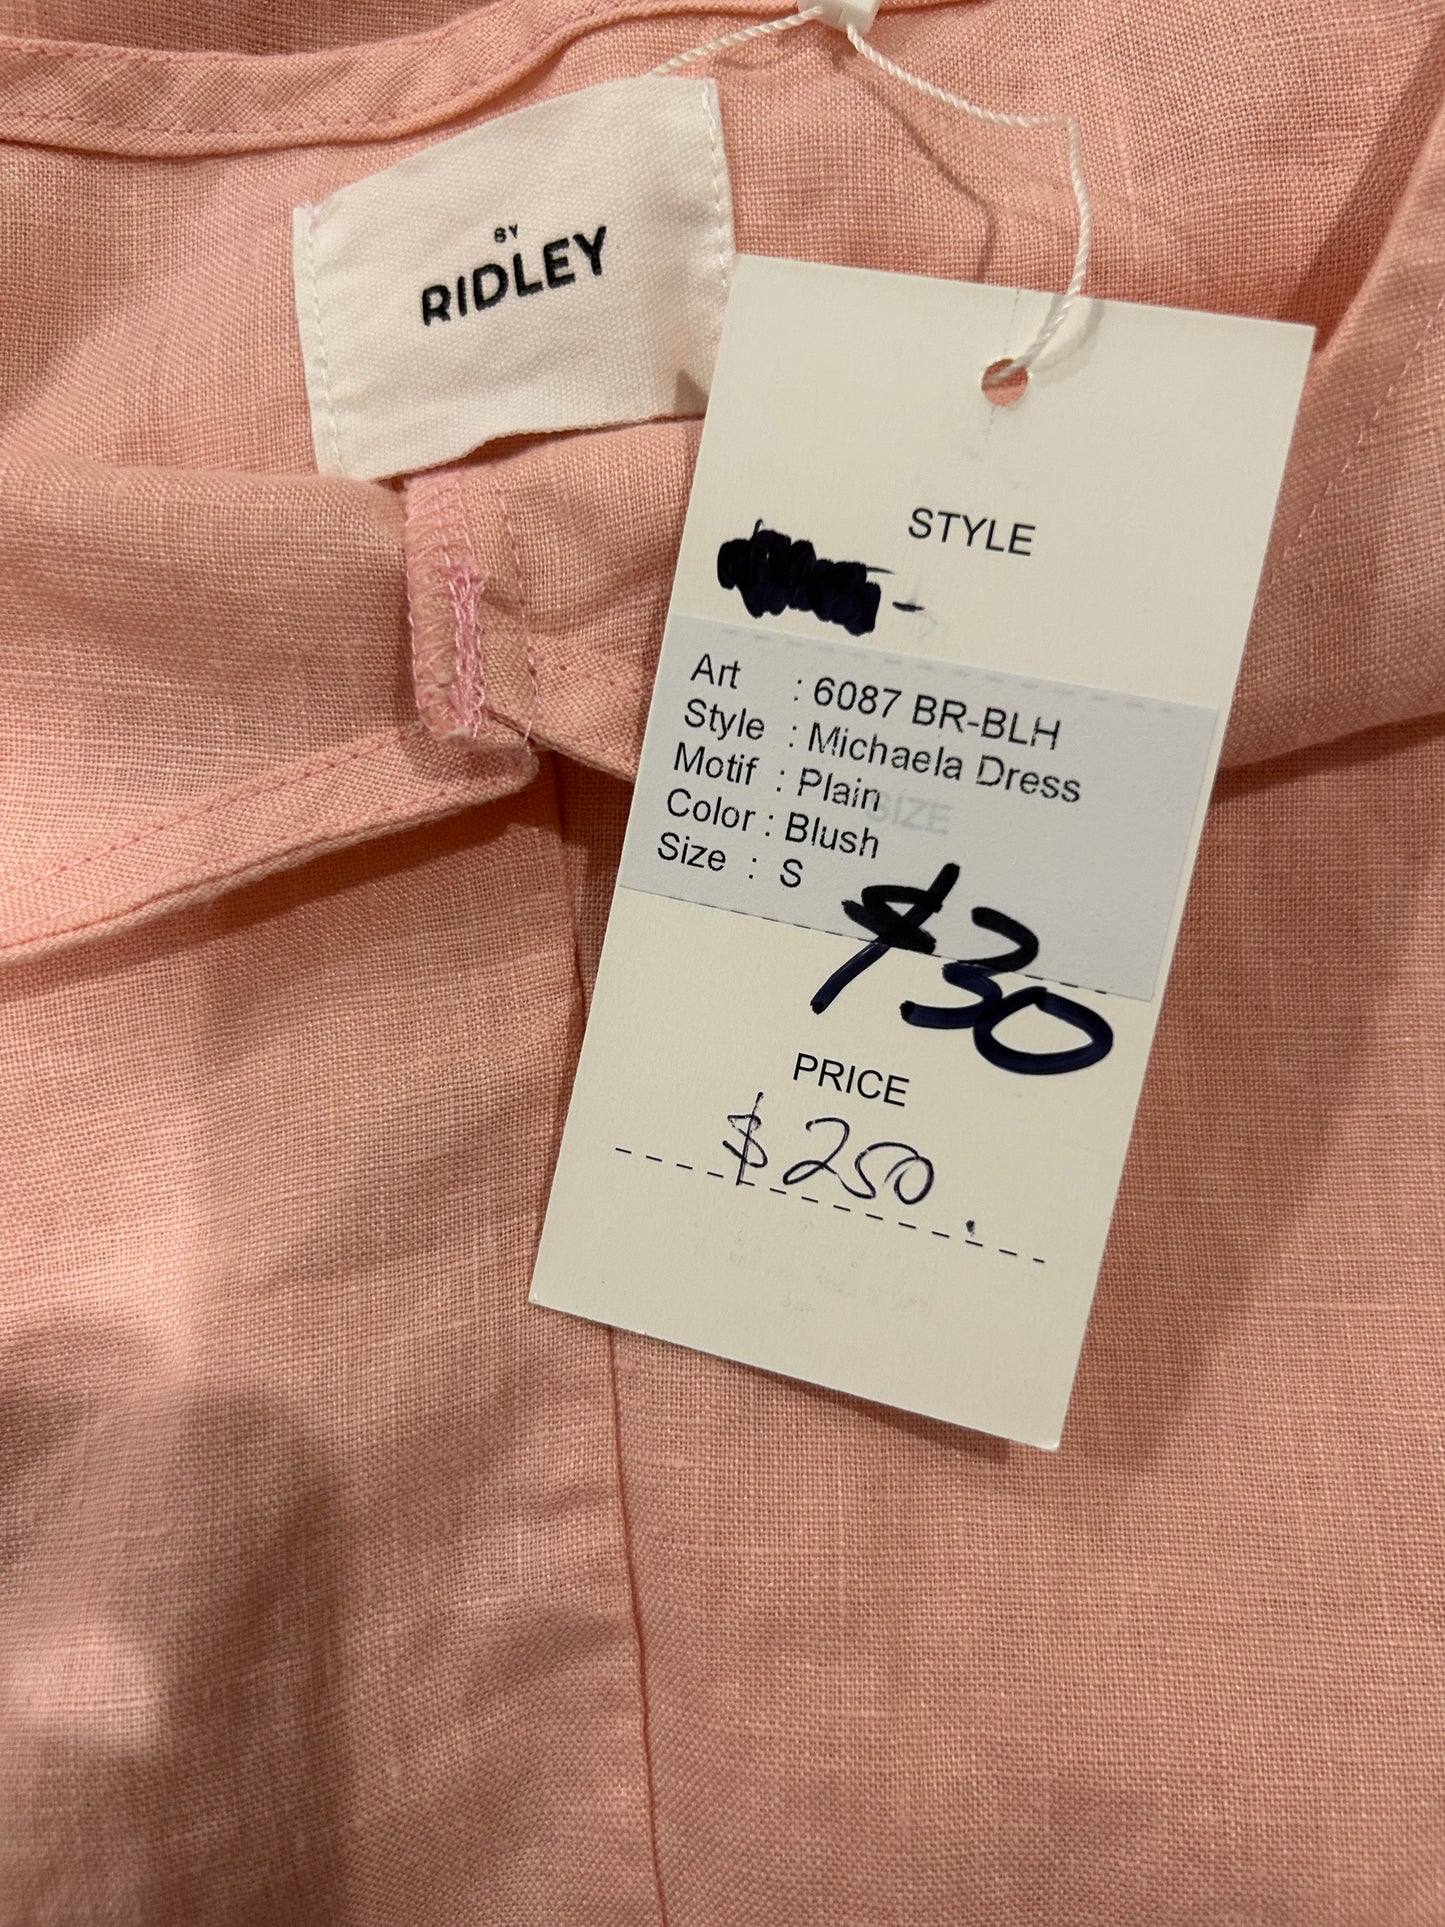 BY
RIDLEY
STYLE
Art : 6087 BR-BLH
Style : Michaela Dress
Motif : Plain
SIZE
Color : Blush
Size : S
$30
PRICE
$250.